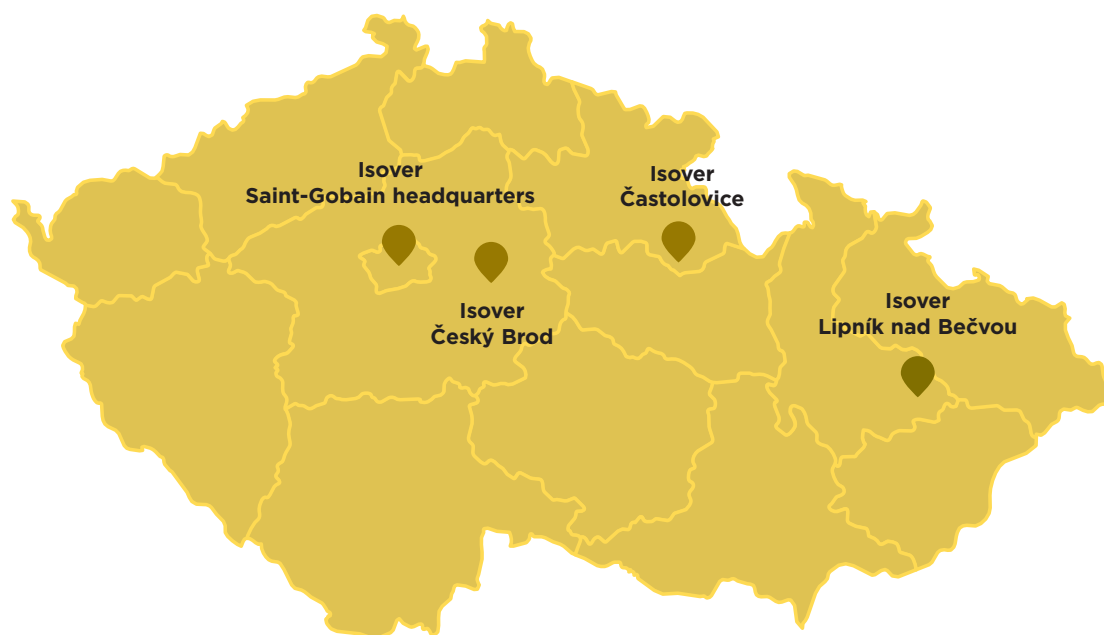 Isover
Saint-Gobain headquarters
Isover
Častolovice
Isover
Český Brod
Isover
Lipník nad Bečvou